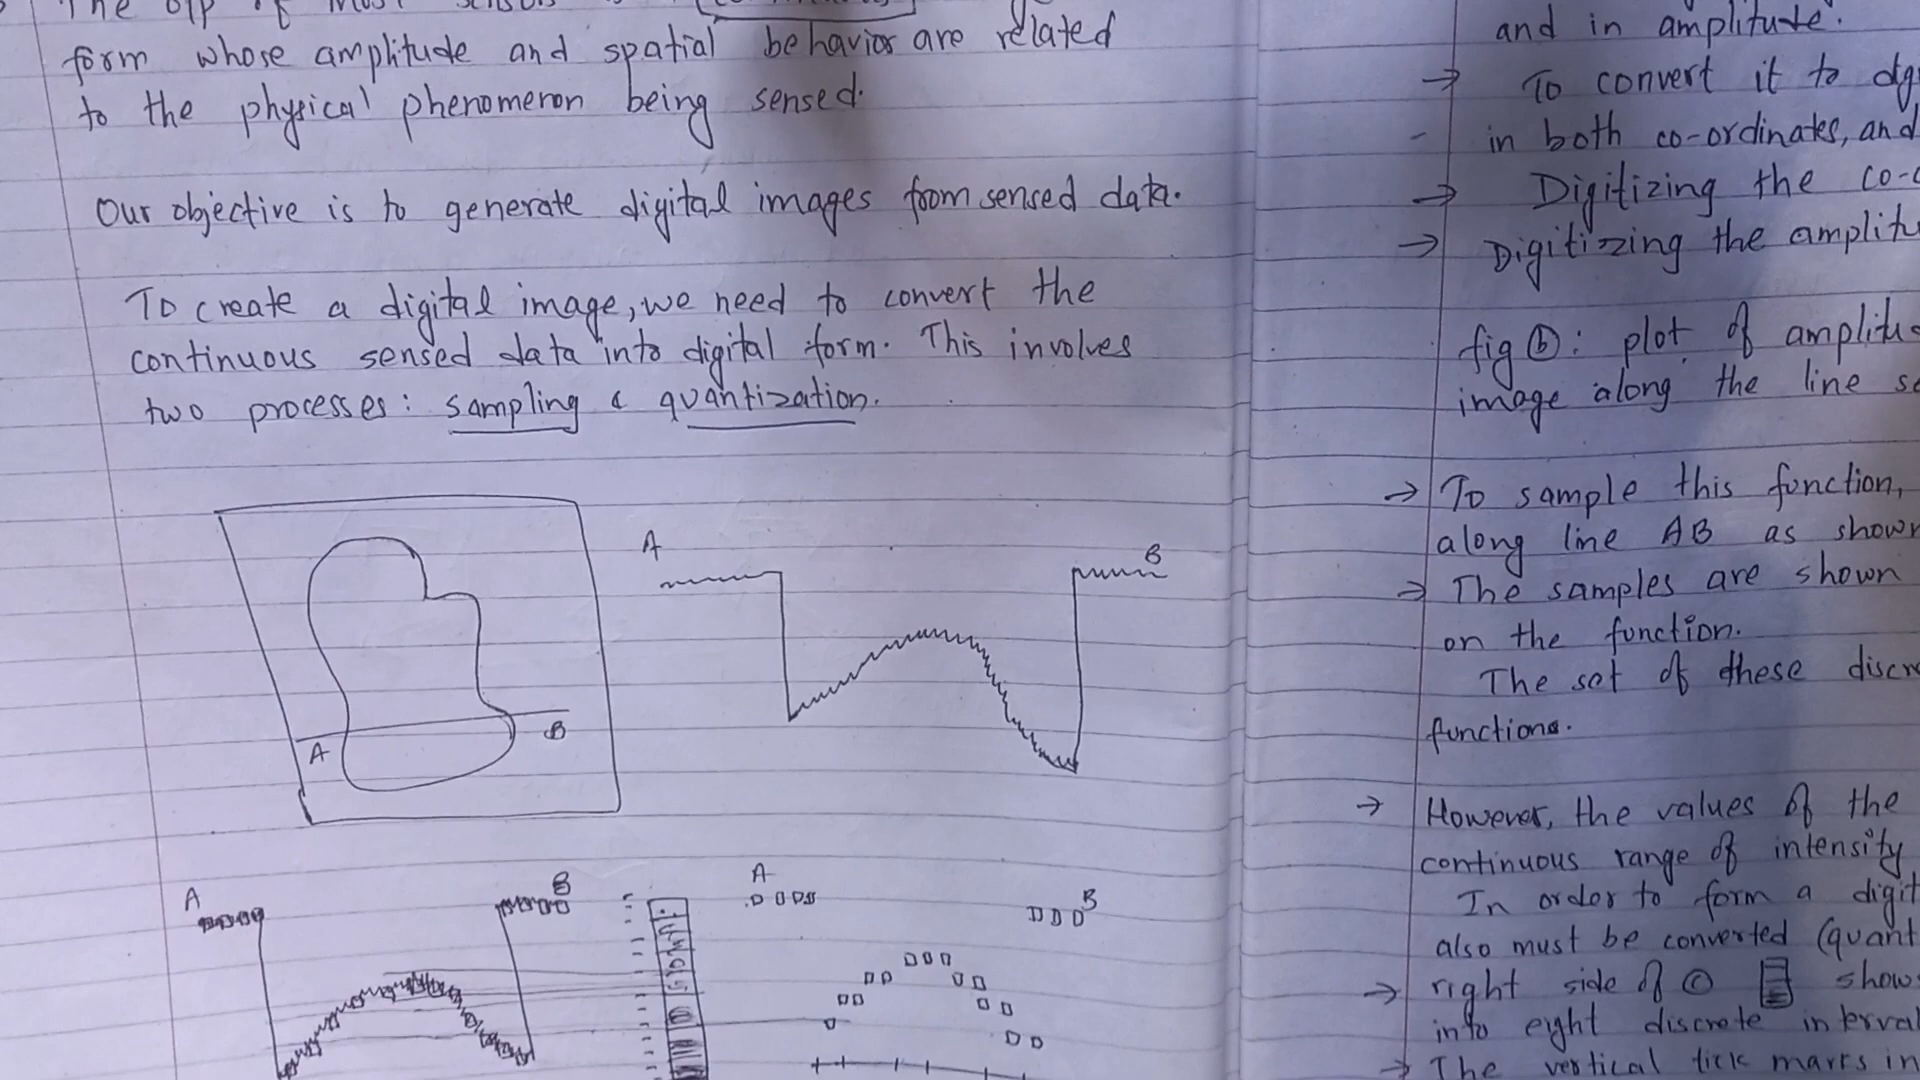 form whose amplitude and spatial behavior are related
to the physical phenomenon being sensed.
Our objective is to generate digital images from sensed data.
To create a digital image, we need to convert the
continuous sensed data into digital form. This involves
two processes: sampling & quantization.
A
B
A
B
A
B
A
B
and in amplitude.
→ To convert it to
in both co-ordinates, and
→ Digitizing the
→ Digitizing the
fig ⓑ: plot of
image along the line
→ To sample this function,
along line AB as
→ The samples are shown
on the function.
The set of these
functions.
→ However, the values of the
continuous range of intensity
In order to form a
also must be converted
→ right side of ⓒ
into eight discrete
→ The vertical tick marks in